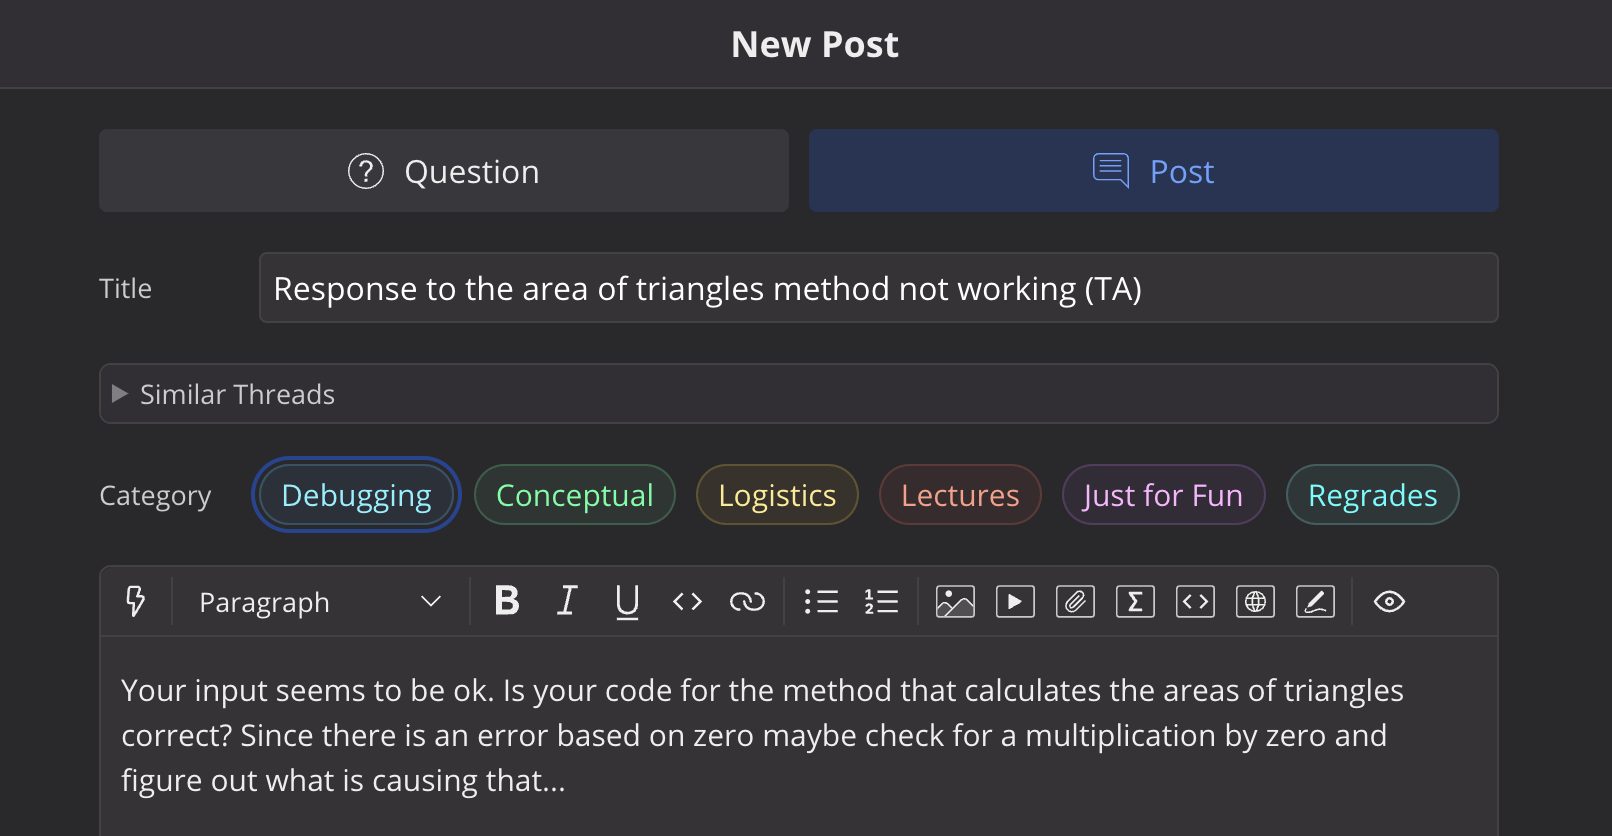 New Post
Question
Post
Title
Response to the area of triangles method not working (TA)
Similar Threads
Category
Debugging
Conceptual
Logistics
Lectures
Just for Fun
Regrades
Paragraph
Your input seems to be ok. Is your code for the method that calculates the areas of triangles
correct? Since there is an error based on zero maybe check for a multiplication by zero and
figure out what is causing that...